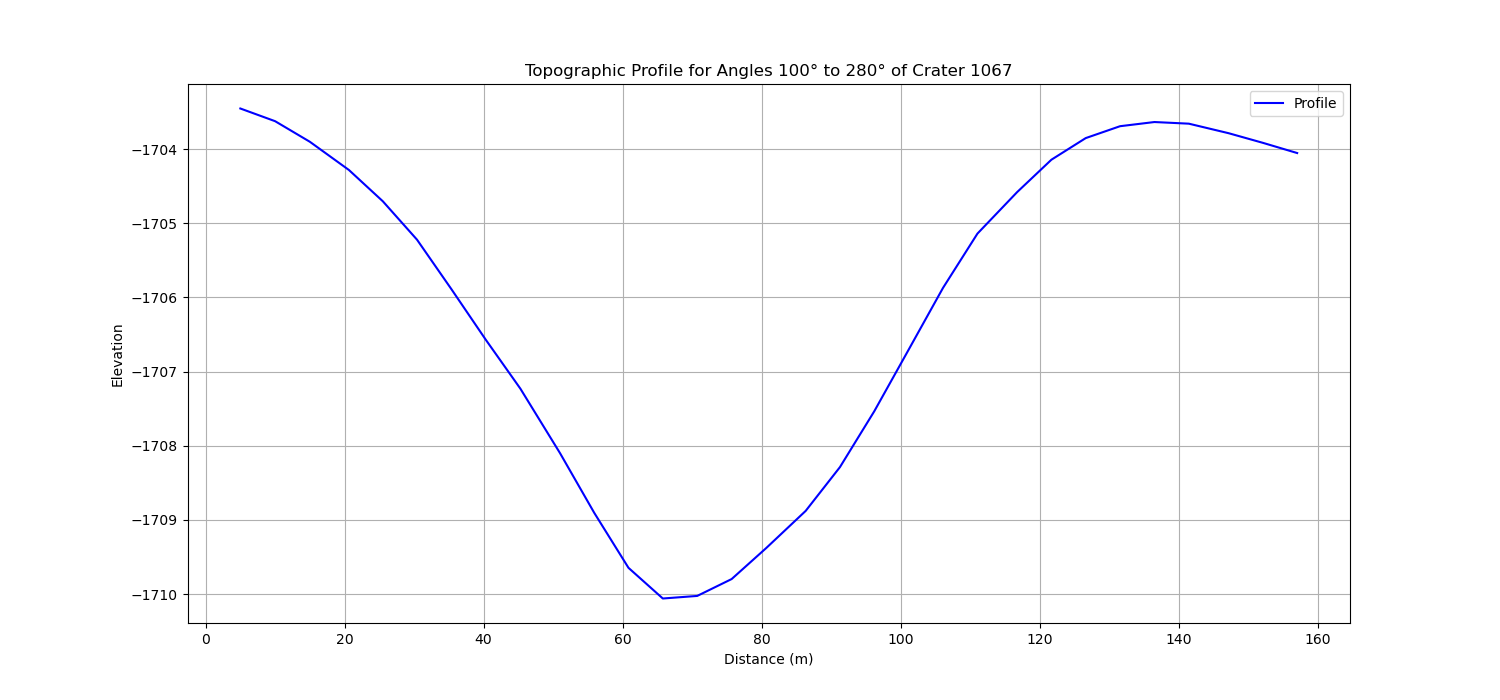 Topographic Profile for Angles 100° to 280° of Crater 1067
Profile
−1704
−1705
−1706
−1707
−1708
−1709
−1710
Elevation
0 20 40 60 80 100 120 140 160
Distance (m)